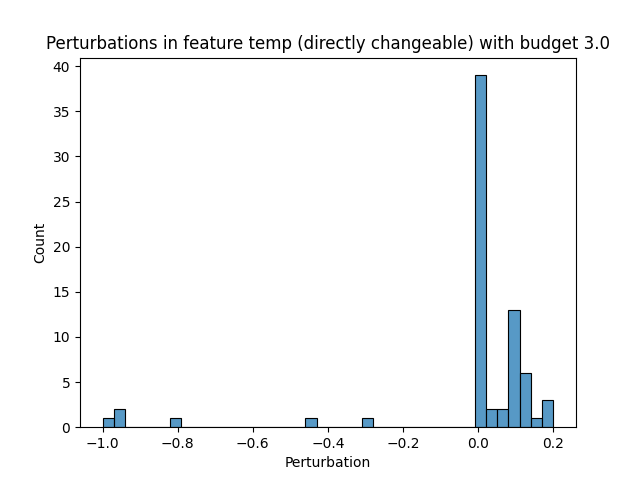 Perturbations in feature temp (directly changeable) with budget 3.0
40
35
30
25
20
15
10
5
0
Count
−1.0 −0.8 −0.6 −0.4 −0.2 0.0 0.2
Perturbation